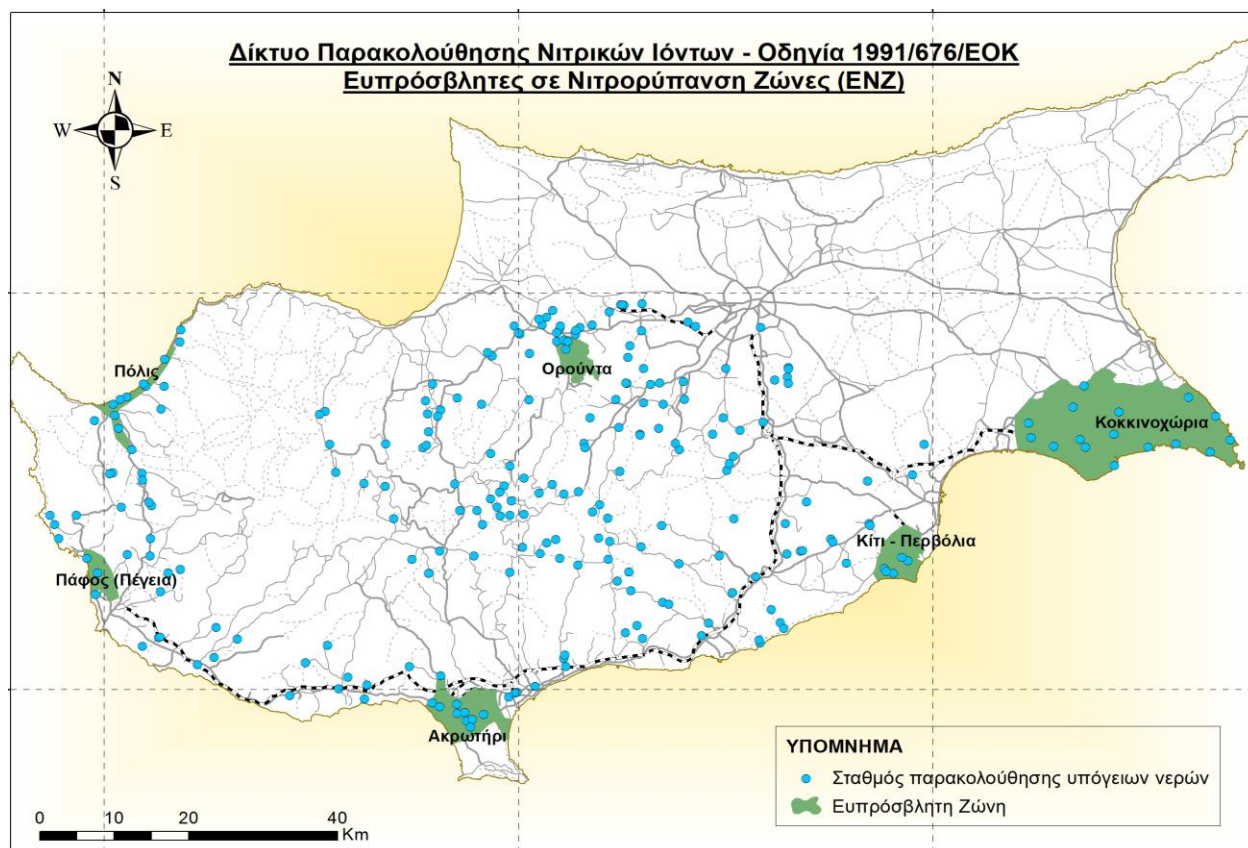 Δίκτυο Παρακολούθησης Νιτρικών Ιόντων - Οδηγία 1991/676/ΕΟΚ
Ευπρόσβλητες σε Νιτρορύπανση Ζώνες (ΕΝΖ)
N
W
E
S
Πόλις
Ορούντα
Κοκκινοχώρια
Κίτι - Περβόλια
Πάφος (Πέγεια)
Ακρωτήρι
ΥΠΟΜΝΗΜΑ
Σταθμός παρακολούθησης υπόγειων νερών
Ευπρόσβλητη Ζώνη
0 10 20 40
Km